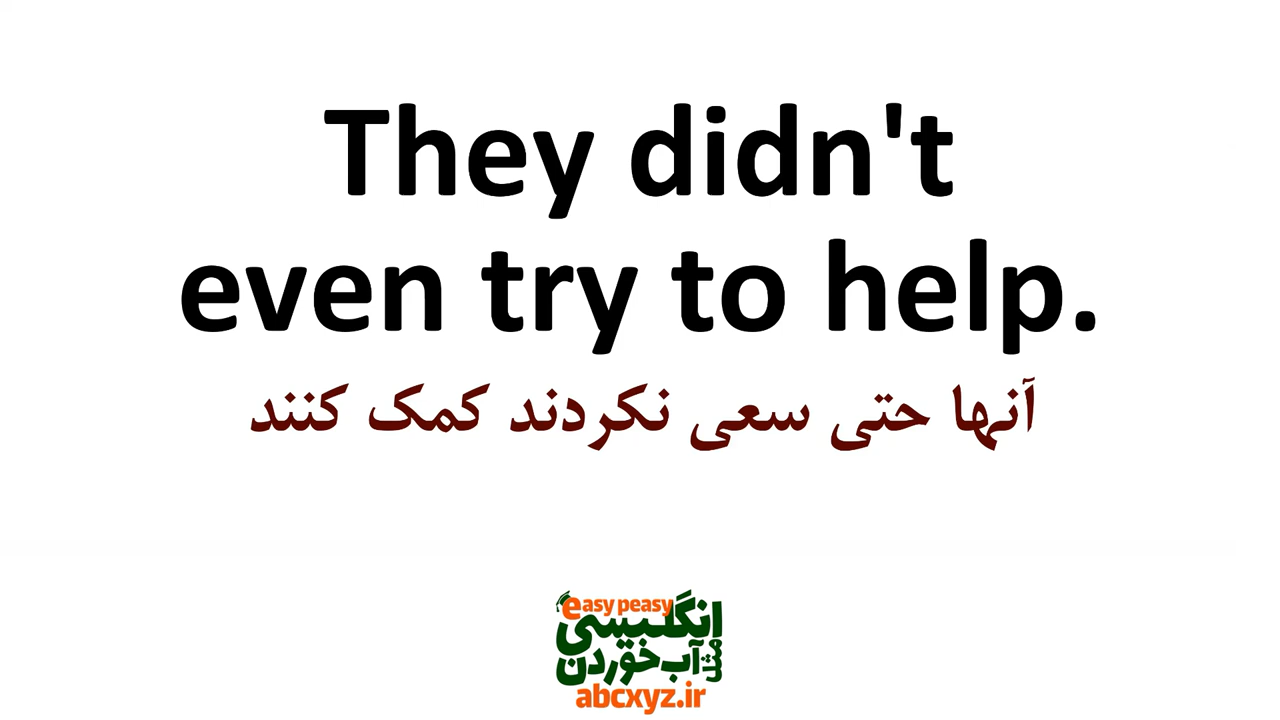 They didn't
even try to help.
آنها حتی سعی نکردند کمک کنند
easy peasy
انگلیسی
مثل آب خوردن
abcxyz.ir